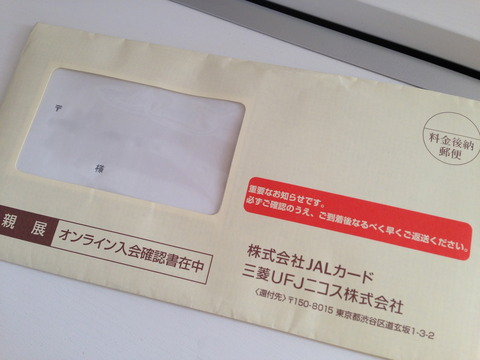 〒
様
料金後納
郵便
重要なお知らせです。
必ずご確認のうえ、ご到着後なるべく早くご返送ください。
親展
オンライン入会確認書在中
株式会社JALカード
三菱UFJニコス株式会社
〈還付先〉〒150-8015 東京都渋谷区道玄坂1-3-2